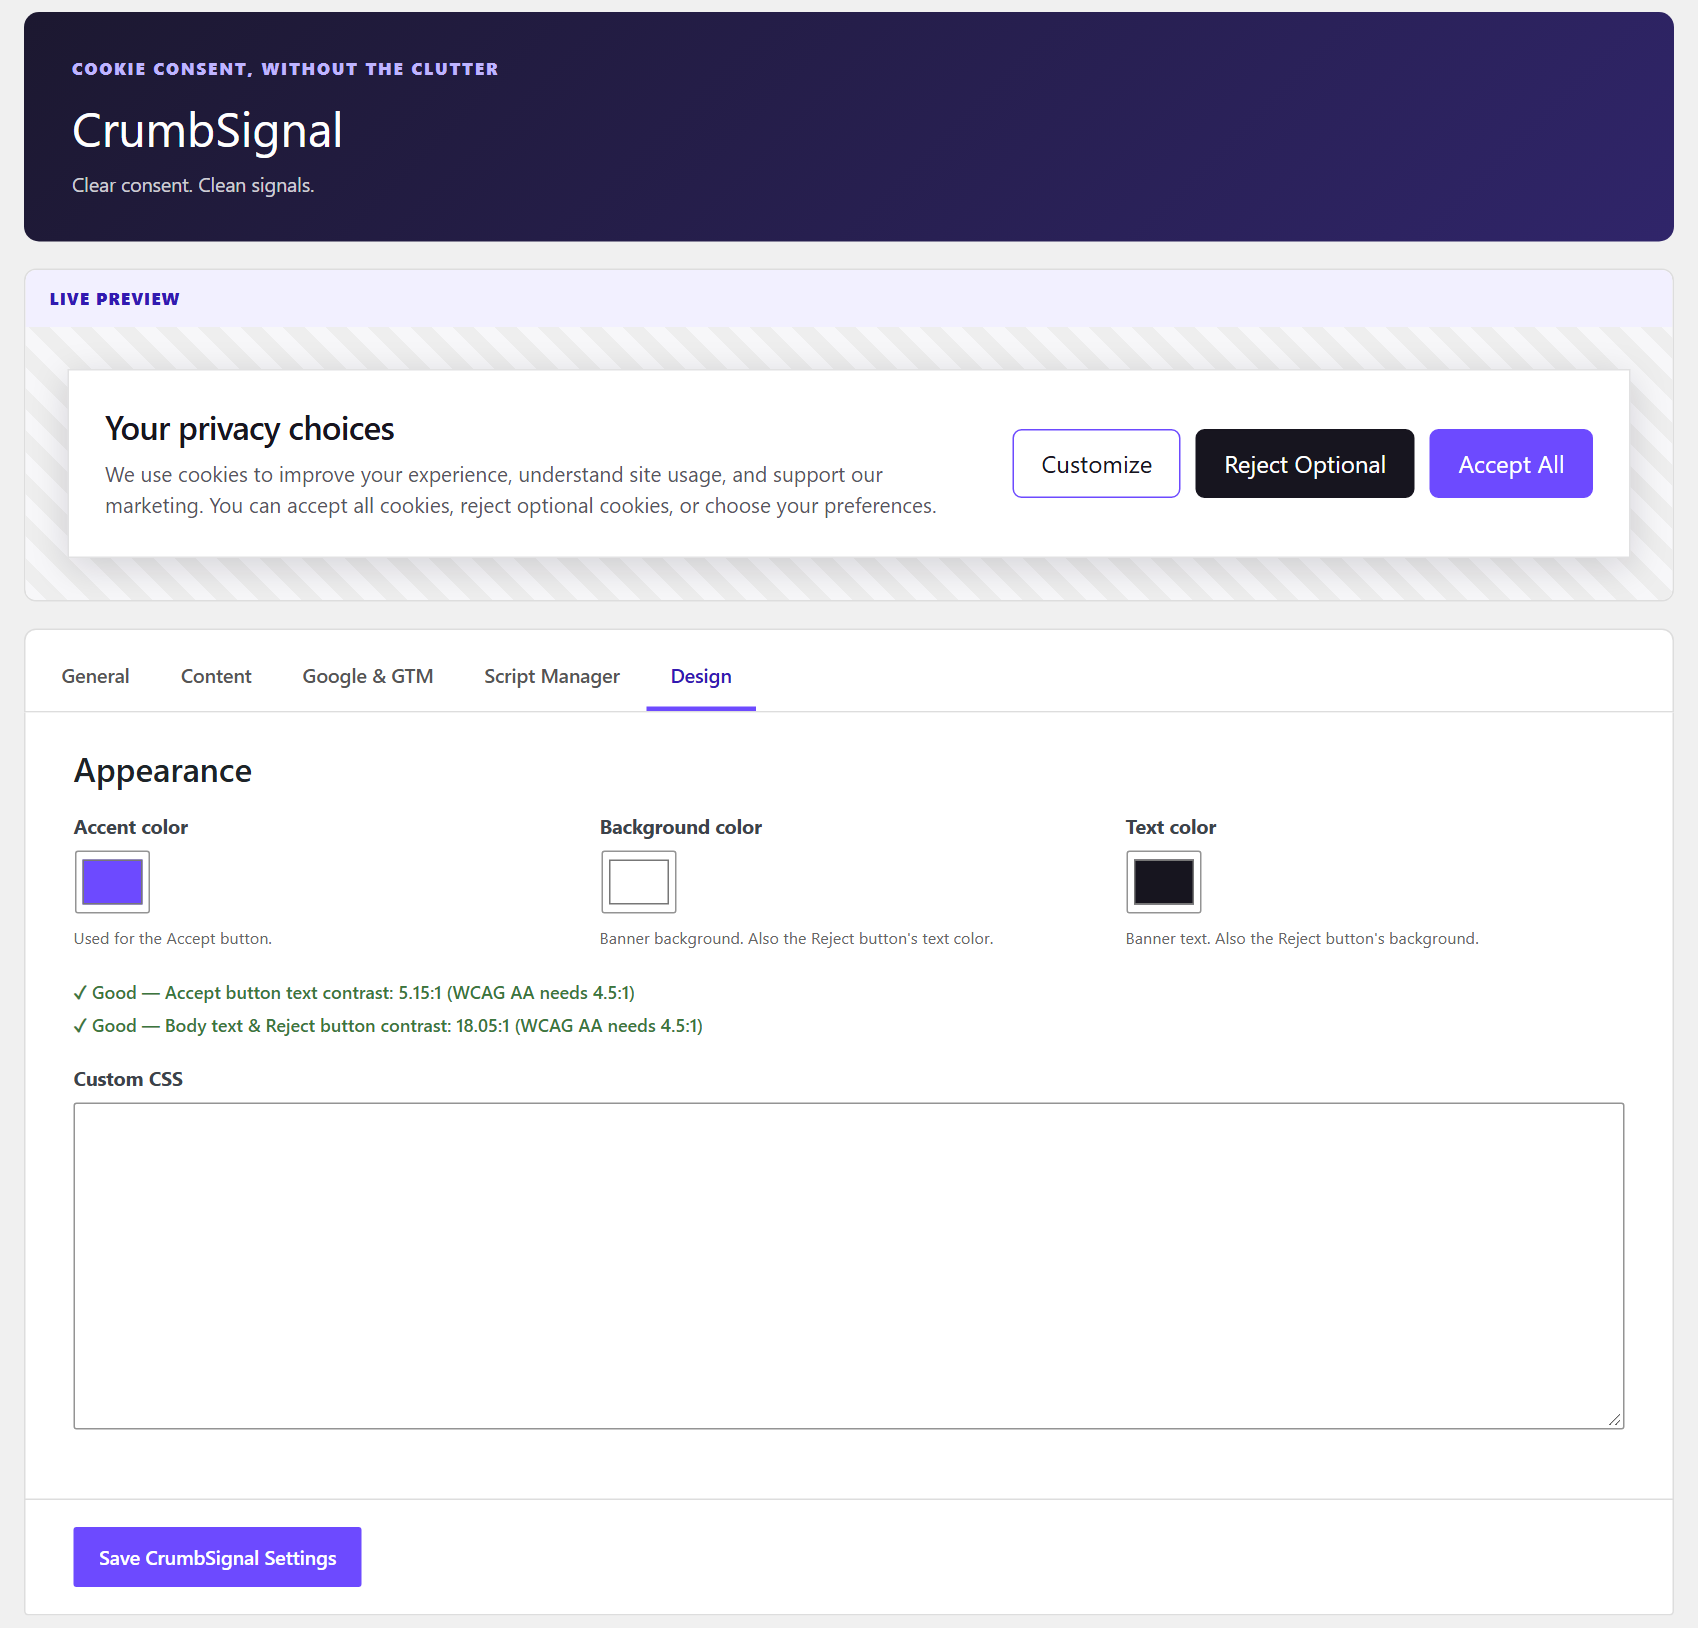 COOKIE CONSENT, WITHOUT THE CLUTTER
CrumbSignal
Clear consent. Clean signals.
LIVE PREVIEW
Your privacy choices
We use cookies to improve your experience, understand site usage, and support our
marketing. You can accept all cookies, reject optional cookies, or choose your preferences.
Customize
Reject Optional
Accept All
General
Content
Google & GTM
Script Manager
Design
Appearance
Accent color
Used for the Accept button.
Background color
Banner background. Also the Reject button's text color.
Text color
Banner text. Also the Reject button's background.
✓ Good — Accept button text contrast: 5.15:1 (WCAG AA needs 4.5:1)
✓ Good — Body text & Reject button contrast: 18.05:1 (WCAG AA needs 4.5:1)
Custom CSS
Save CrumbSignal Settings